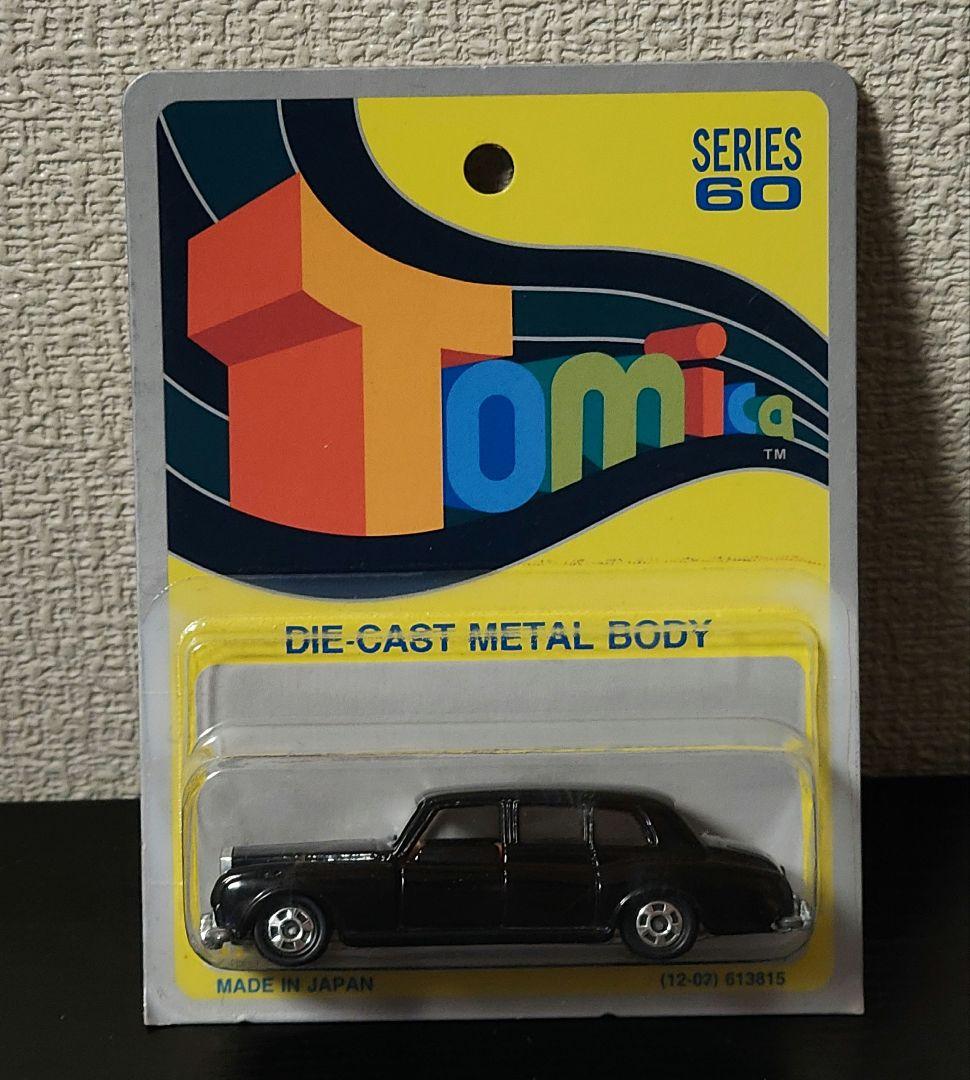 SERIES
60
Tomica
TM
DIE-CAST METAL BODY
MADE IN JAPAN
(12-02) 613815